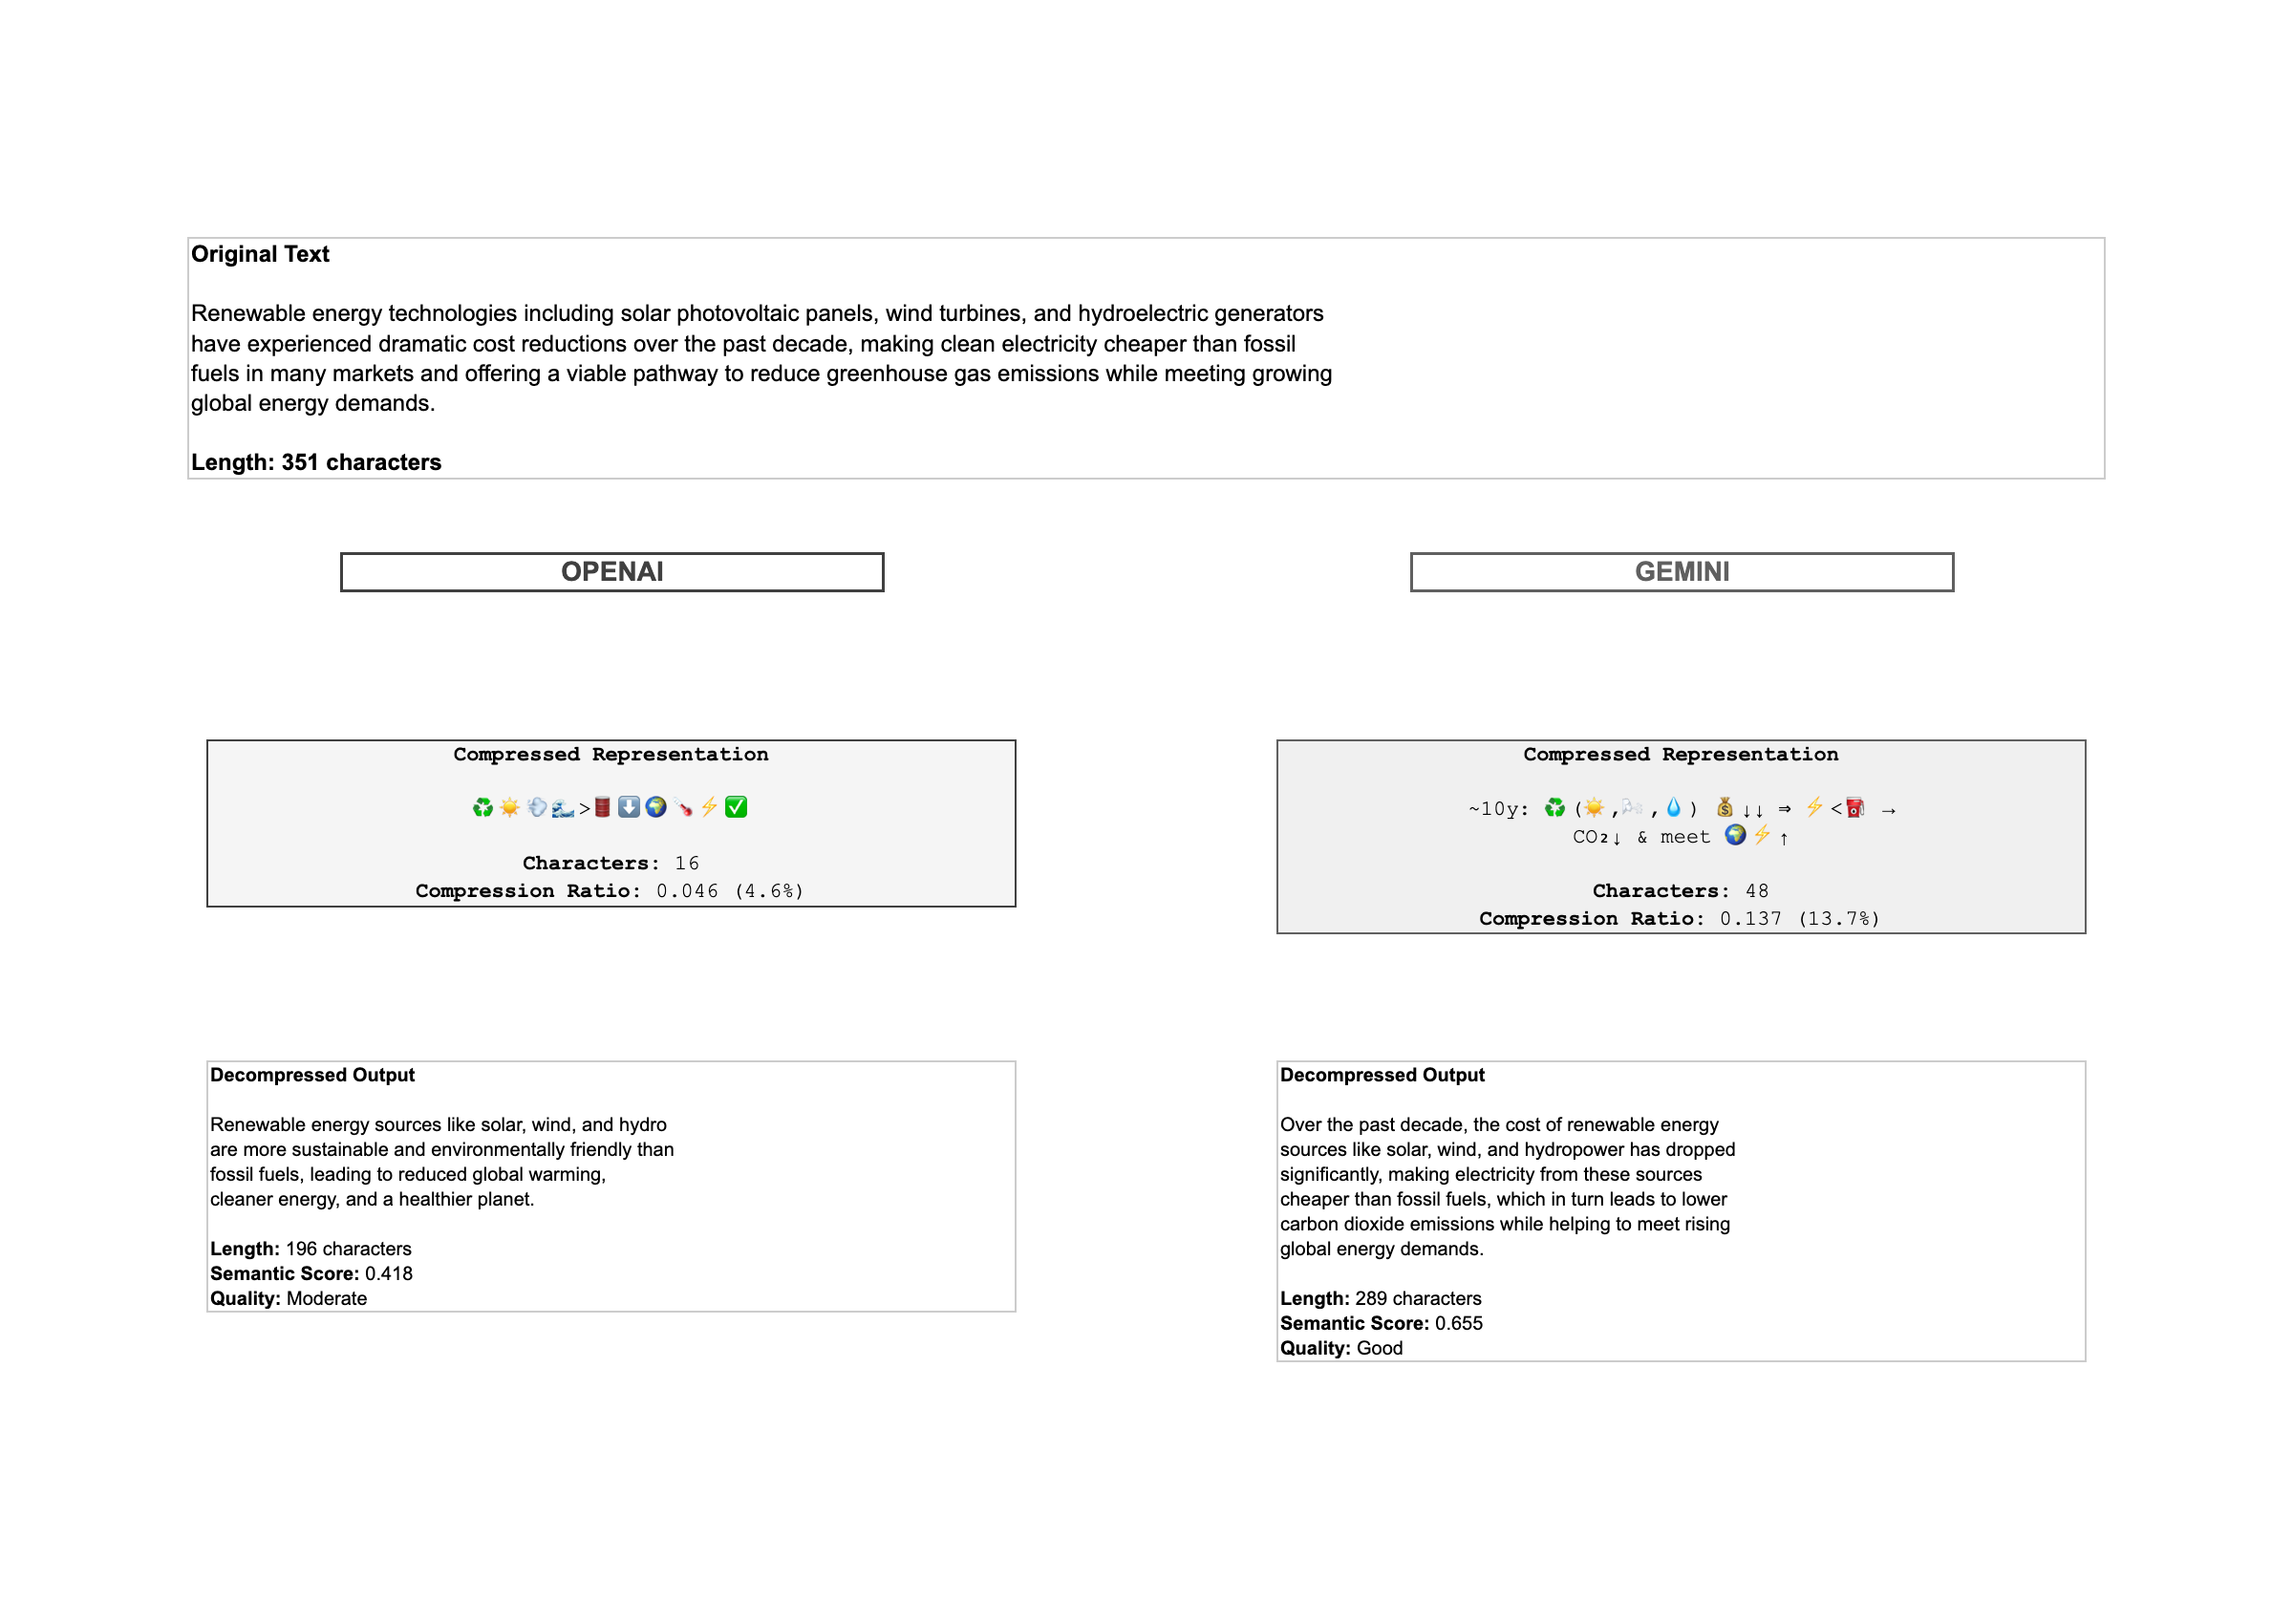 Original Text
Renewable energy technologies including solar photovoltaic panels, wind turbines, and hydroelectric generators
have experienced dramatic cost reductions over the past decade, making clean electricity cheaper than fossil
fuels in many markets and offering a viable pathway to reduce greenhouse gas emissions while meeting growing
global energy demands.
Length: 351 characters
OPENAI
Compressed Representation
♻️☀️💨🌊>🛢️⬇️🌍🌡️⚡✅
Characters: 16
Compression Ratio: 0.046 (4.6%)
Decompressed Output
Renewable energy sources like solar, wind, and hydro
are more sustainable and environmentally friendly than
fossil fuels, leading to reduced global warming,
cleaner energy, and a healthier planet.
Length: 196 characters
Semantic Score: 0.418
Quality: Moderate
GEMINI
Compressed Representation
~10y: ♻️(☀️,🌬️,💧) 💰↓↓ ⇒ ⚡<⛽ →
CO₂↓ & meet 🌍⚡↑
Characters: 48
Compression Ratio: 0.137 (13.7%)
Decompressed Output
Over the past decade, the cost of renewable energy
sources like solar, wind, and hydropower has dropped
significantly, making electricity from these sources
cheaper than fossil fuels, which in turn leads to lower
carbon dioxide emissions while helping to meet rising
global energy demands.
Length: 289 characters
Semantic Score: 0.655
Quality: Good